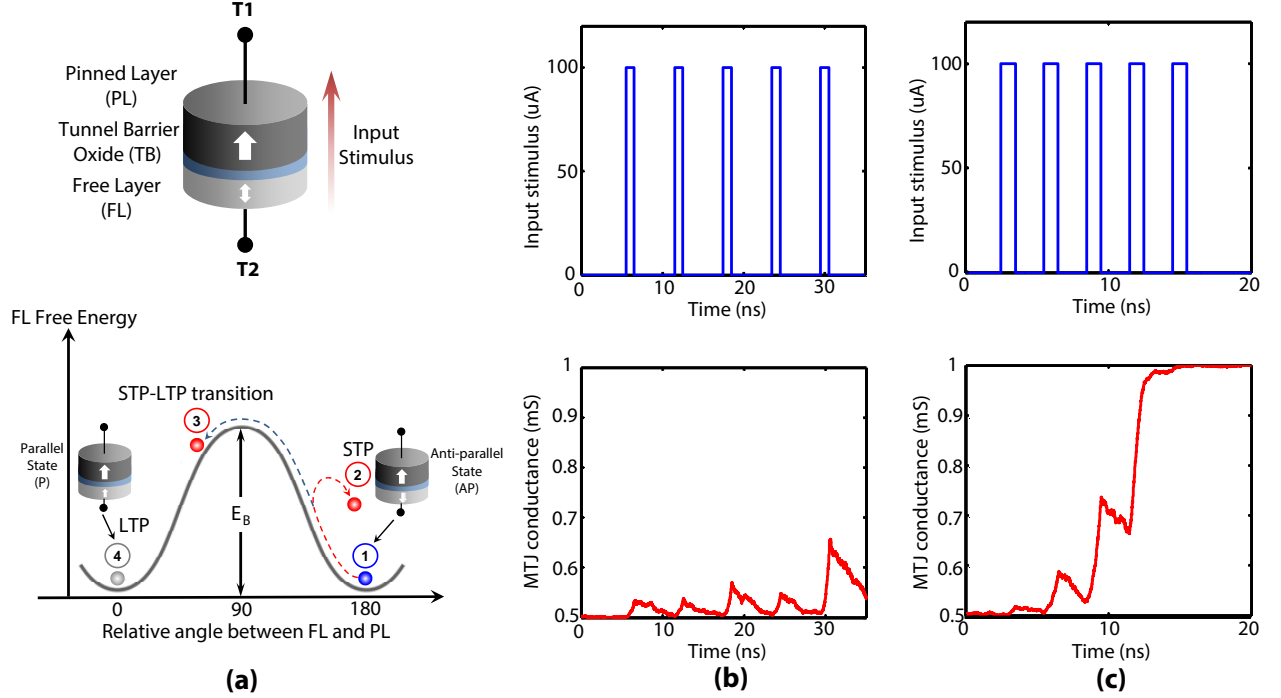 T1
Pinned Layer
(PL)
Tunnel Barrier
Oxide (TB)
Free Layer
(FL)
Input
Stimulus
T2
FL Free Energy
STP-LTP transition
3
STP
2
Parallel
State
(P)
Anti-parallel
State
(AP)
LTP
4
E_B
1
0 90 180
Relative angle between FL and PL
(a)
Input stimulus (uA)
100
50
0
0 10 20 30
Time (ns)
MTJ conductance (mS)
1
0.9
0.8
0.7
0.6
0.5
0 10 20 30
Time (ns)
(b)
Input stimulus (uA)
100
50
0
0 10 20
Time (ns)
MTJ conductance (mS)
1
0.9
0.8
0.7
0.6
0.5
0 10 20
Time (ns)
(c)